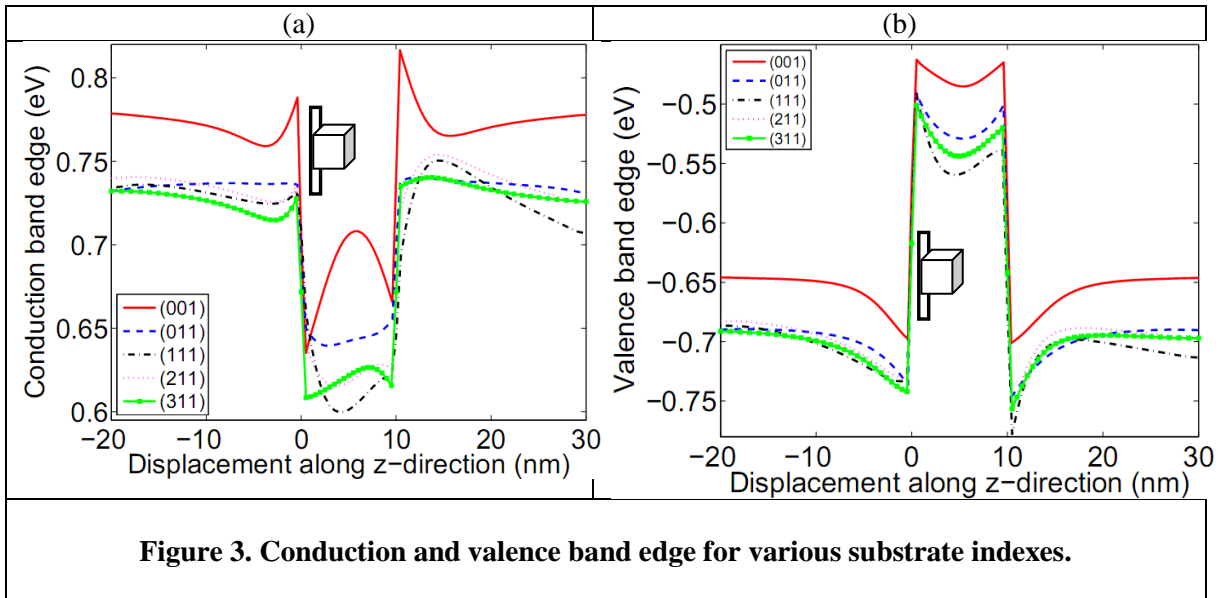 (a)
(b)
Conduction band edge (eV)
0.8
0.75
0.7
0.65
0.6
(001)
(011)
(111)
(211)
(311)
−20 −10 0 10 20 30
Displacement along z−direction (nm)
Valence band edge (eV)
−0.5
−0.55
−0.6
−0.65
−0.7
−0.75
(001)
(011)
(111)
(211)
(311)
−20 −10 0 10 20 30
Displacement along z−direction (nm)
Figure 3. Conduction and valence band edge for various substrate indexes.